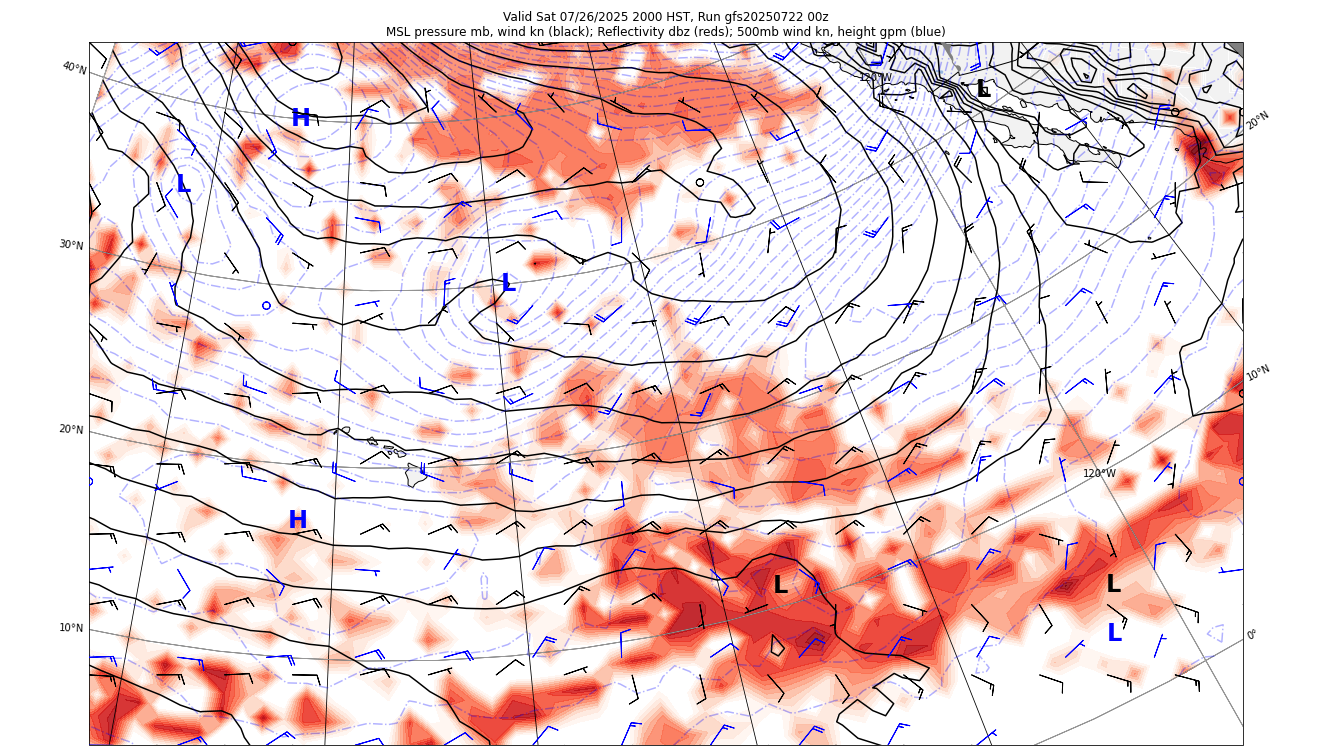 Valid Sat 07/26/2025 2000 HST, Run gfs20250722 00z
MSL pressure mb, wind kn (black); Reflectivity dbz (reds); 500mb wind kn, height gpm (blue)
40°N
120°W
L
20°N
H
L
30°N
L
10°N
20°N
120°W
H
L
L
10°N
L
0°